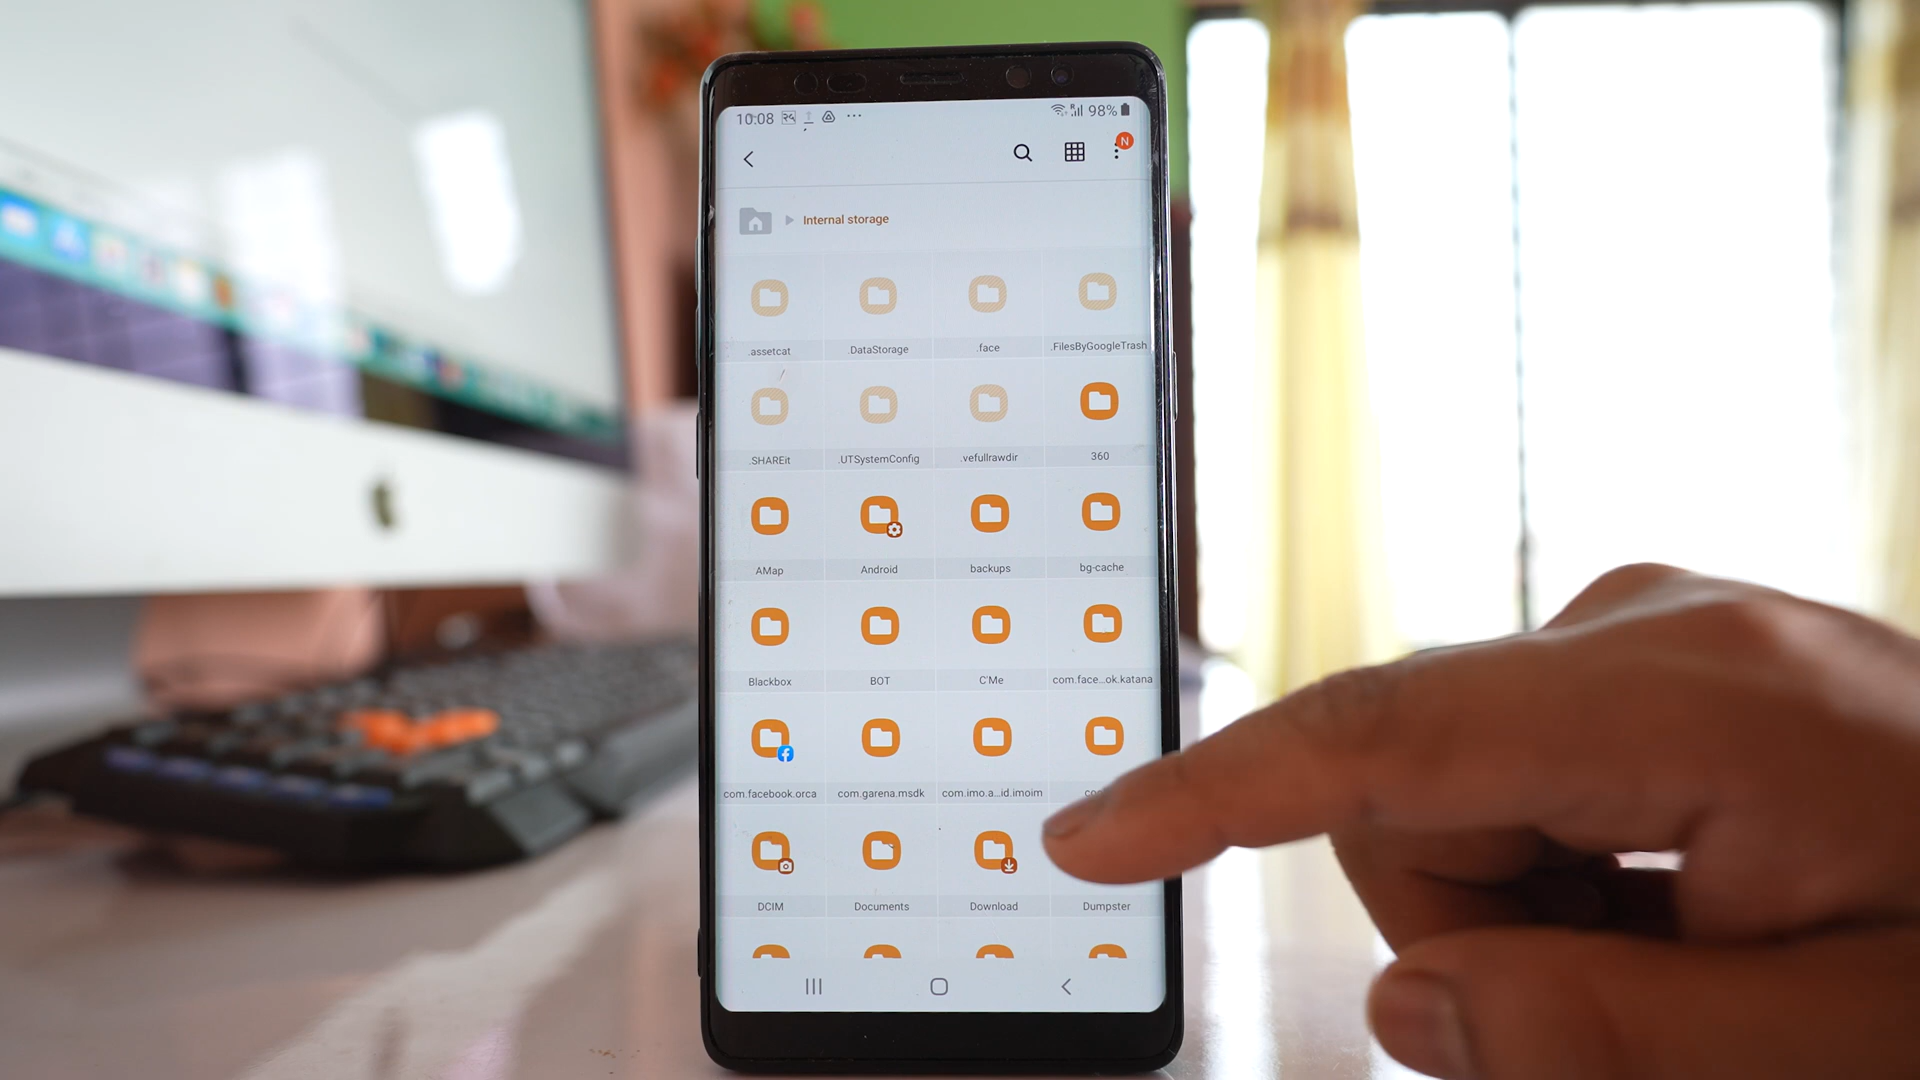 10:08 98%
N
Internal storage
.assetcat .DataStorage .face .FilesByGoogleTrash
.SHAREit .UTSystemConfig .vefullrawdir 360
AMap Android backups bg-cache
Blackbox BOT C'Me com.face...ok.katana
com.facebook.orca com.garena.msdk com.imo.a...id.imoim
DCIM Documents Download Dumpster